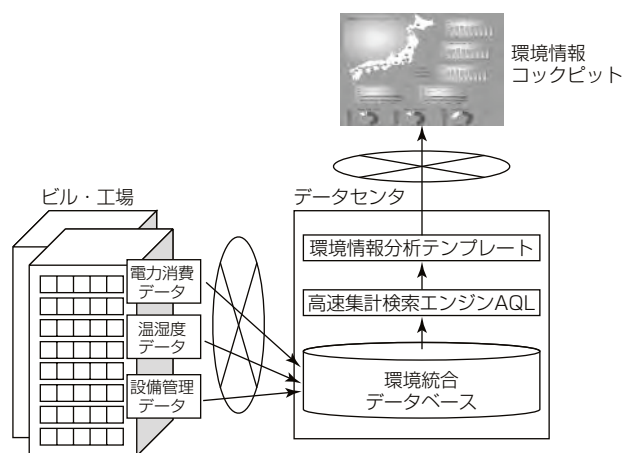 環境情報
コックピット
ビル・工場
データセンタ
電力消費
データ
温湿度
データ
設備管理
データ
環境情報分析テンプレート
高速集計検索エンジンAQL
環境統合
データベース